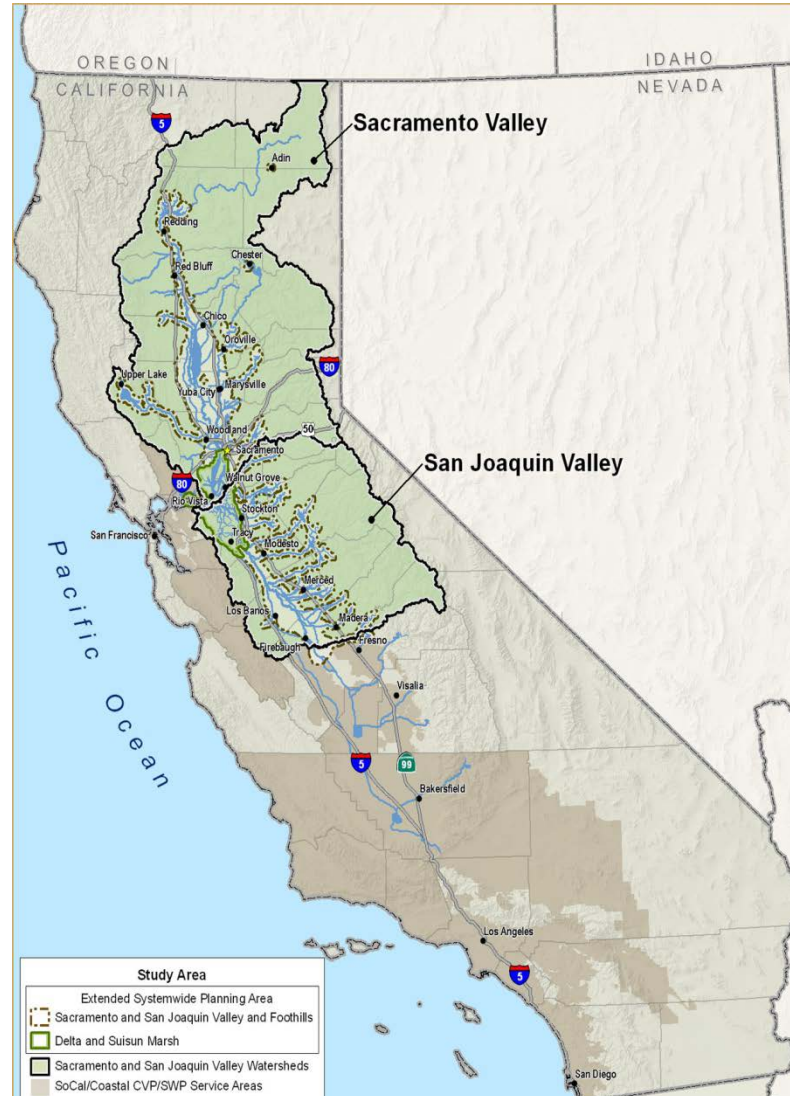 OREGON
IDAHO
CALIFORNIA
NEVADA
5
Sacramento Valley
Adin
Redding
Chester
Red Bluff
Chico
Oroville
80
Upper Lake
Marysville
Yuba City
Woodland
50
Sacramento
San Joaquin Valley
80
Walnut Grove
Rio Vista
Stockton
San Francisco
Tracy
Modesto
Merced
Los Banos
Madera
Firebaugh
Fresno
Visalia
Pacific Ocean
5
99
Bakersfield
Los Angeles
5
San Diego
Study Area
Extended Systemwide Planning Area
Sacramento and San Joaquin Valley and Foothills
Delta and Suisun Marsh
Sacramento and San Joaquin Valley Watersheds
SoCal/Coastal CVP/SWP Service Areas